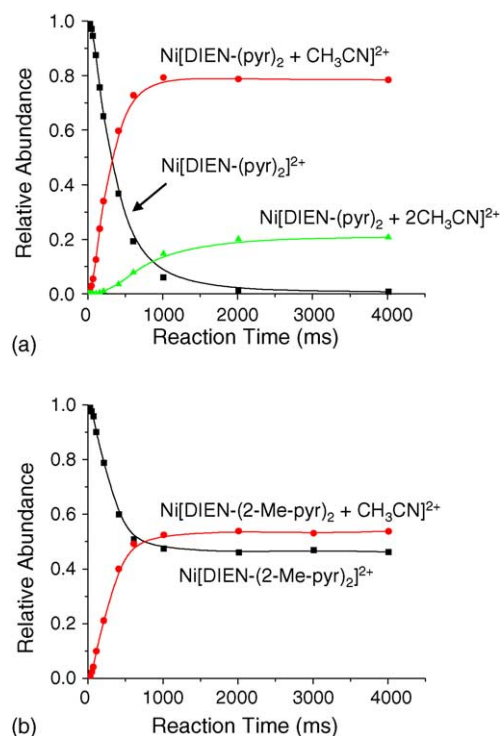 Relative Abundance
1.0
0.8
0.6
0.4
0.2
0.0
Ni[DIEN-(pyr)₂ + CH₃CN]²⁺
Ni[DIEN-(pyr)₂]²⁺
Ni[DIEN-(pyr)₂ + 2CH₃CN]²⁺
0 1000 2000 3000 4000
Reaction Time (ms)
(a)
Relative Abundance
1.0
0.8
0.6
0.4
0.2
0.0
Ni[DIEN-(2-Me-pyr)₂ + CH₃CN]²⁺
Ni[DIEN-(2-Me-pyr)₂]²⁺
0 1000 2000 3000 4000
Reaction Time (ms)
(b)